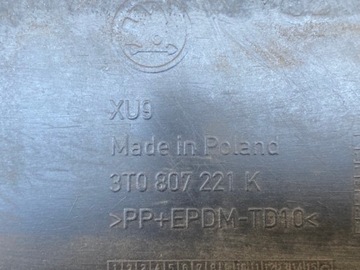 XU9
Made in Poland
3T0 807 221 K
>PP+EPDM-TD10<